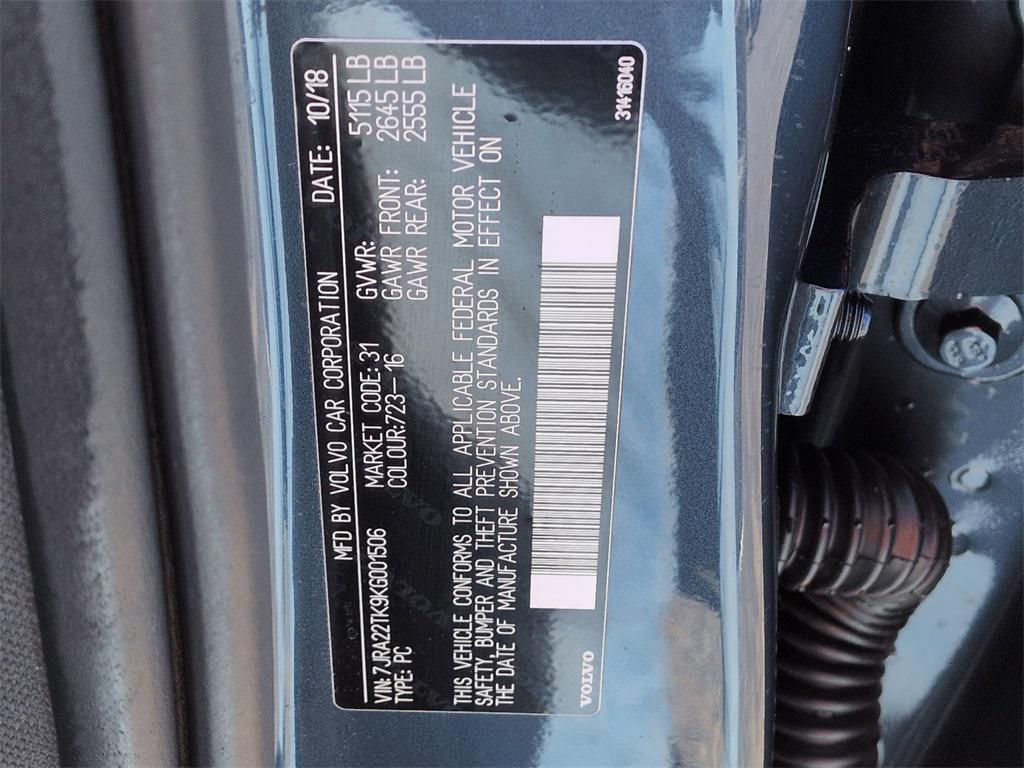 MFD BY VOLVO CAR CORPORATION DATE: 10/18
VIN: 7JRA22TK9KG001506 MARKET CODE: 31 GVWR: 5115 LB
TYPE: PC COLOUR: 723-16 GAWR FRONT: 2645 LB
GAWR REAR: 2555 LB
THIS VEHICLE CONFORMS TO ALL APPLICABLE FEDERAL MOTOR VEHICLE
SAFETY, BUMPER AND THEFT PREVENTION STANDARDS IN EFFECT ON
THE DATE OF MANUFACTURE SHOWN ABOVE.
VOLVO 31416040